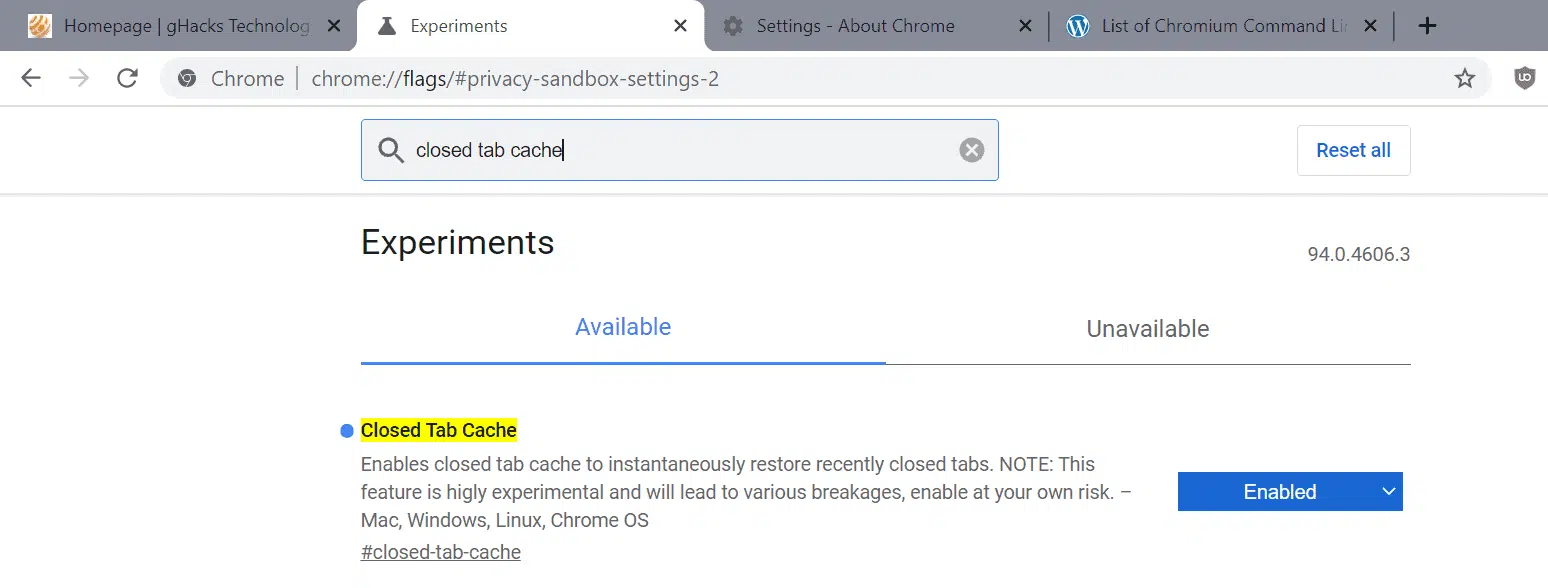 Homepage | gHacks Technolog
Experiments
Settings - About Chrome
List of Chromium Command Li
Chrome | chrome://flags/#privacy-sandbox-settings-2
closed tab cache
Reset all
Experiments
94.0.4606.3
Available
Unavailable
Closed Tab Cache
Enables closed tab cache to instantaneously restore recently closed tabs. NOTE: This
feature is higly experimental and will lead to various breakages, enable at your own risk. –
Mac, Windows, Linux, Chrome OS
Enabled
#closed-tab-cache